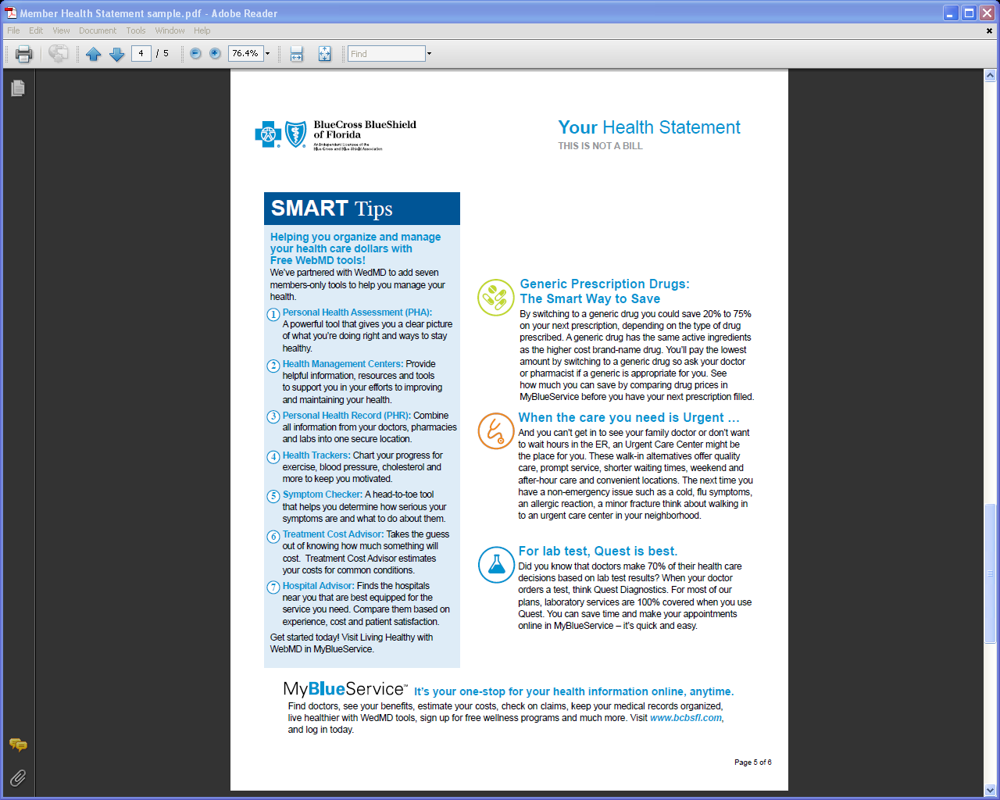 Member Health Statement sample.pdf - Adobe Reader
File Edit View Document Tools Window Help
4 / 5 76.4% Find
BlueCross BlueShield
of Florida
An Independent Licensee of the
Blue Cross and Blue Shield Association
Your Health Statement
THIS IS NOT A BILL
SMART Tips
Helping you organize and manage
your health care dollars with
Free WebMD tools!
We've partnered with WedMD to add seven
members-only tools to help you manage your
health.
1 Personal Health Assessment (PHA):
A powerful tool that gives you a clear picture
of what you're doing right and ways to stay
healthy.
2 Health Management Centers: Provide
helpful information, resources and tools
to support you in your efforts to improving
and maintaining your health.
3 Personal Health Record (PHR): Combine
all information from your doctors, pharmacies
and labs into one secure location.
4 Health Trackers: Chart your progress for
exercise, blood pressure, cholesterol and
more to keep you motivated.
5 Symptom Checker: A head-to-toe tool
that helps you determine how serious your
symptoms are and what to do about them.
6 Treatment Cost Advisor: Takes the guess
out of knowing how much something will
cost. Treatment Cost Advisor estimates
your costs for common conditions.
7 Hospital Advisor: Finds the hospitals
near you that are best equipped for the
service you need. Compare them based on
experience, cost and patient satisfaction.
Get started today! Visit Living Healthy with
WebMD in MyBlueService.
Generic Prescription Drugs:
The Smart Way to Save
By switching to a generic drug you could save 20% to 75%
on your next prescription, depending on the type of drug
prescribed. A generic drug has the same active ingredients
as the higher cost brand-name drug. You'll pay the lowest
amount by switching to a generic drug so ask your doctor
or pharmacist if a generic is appropriate for you. See
how much you can save by comparing drug prices in
MyBlueService before you have your next prescription filled.
When the care you need is Urgent …
And you can't get in to see your family doctor or don't want
to wait hours in the ER, an Urgent Care Center might be
the place for you. These walk-in alternatives offer quality
care, prompt service, shorter waiting times, weekend and
after-hour care and convenient locations. The next time you
have a non-emergency issue such as a cold, flu symptoms,
an allergic reaction, a minor fracture think about walking in
to an urgent care center in your neighborhood.
For lab test, Quest is best.
Did you know that doctors make 70% of their health care
decisions based on lab test results? When your doctor
orders a test, think Quest Diagnostics. For most of our
plans, laboratory services are 100% covered when you use
Quest. You can save time and make your appointments
online in MyBlueService – it's quick and easy.
MyBlueService™ It's your one-stop for your health information online, anytime.
Find doctors, see your benefits, estimate your costs, check on claims, keep your medical records organized,
live healthier with WedMD tools, sign up for free wellness programs and much more. Visit www.bcbsfl.com,
and log in today.
Page 5 of 6